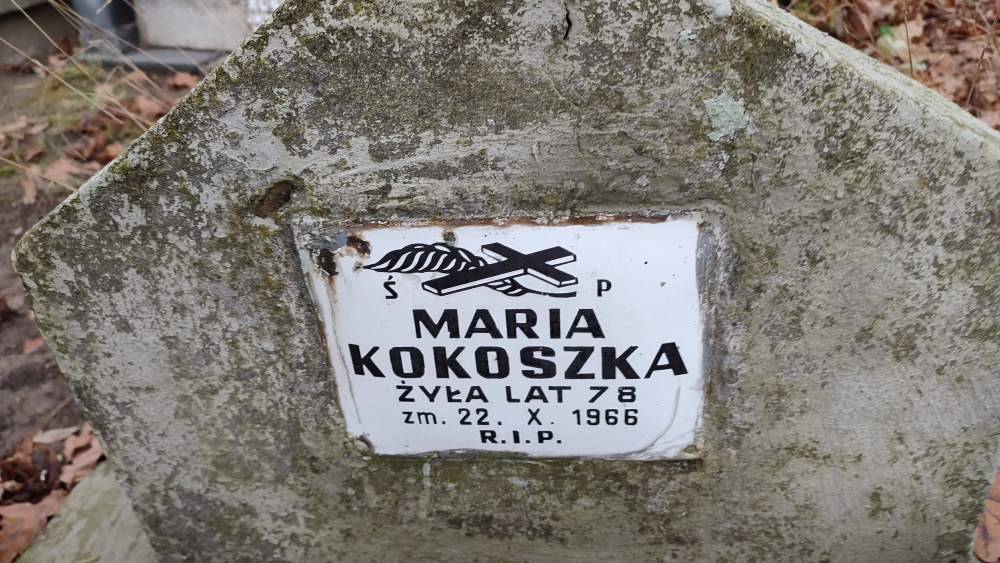 Ś P
MARIA
KOKOSZKA
ŻYŁA LAT 78
zm. 22. X. 1966
R.I.P.